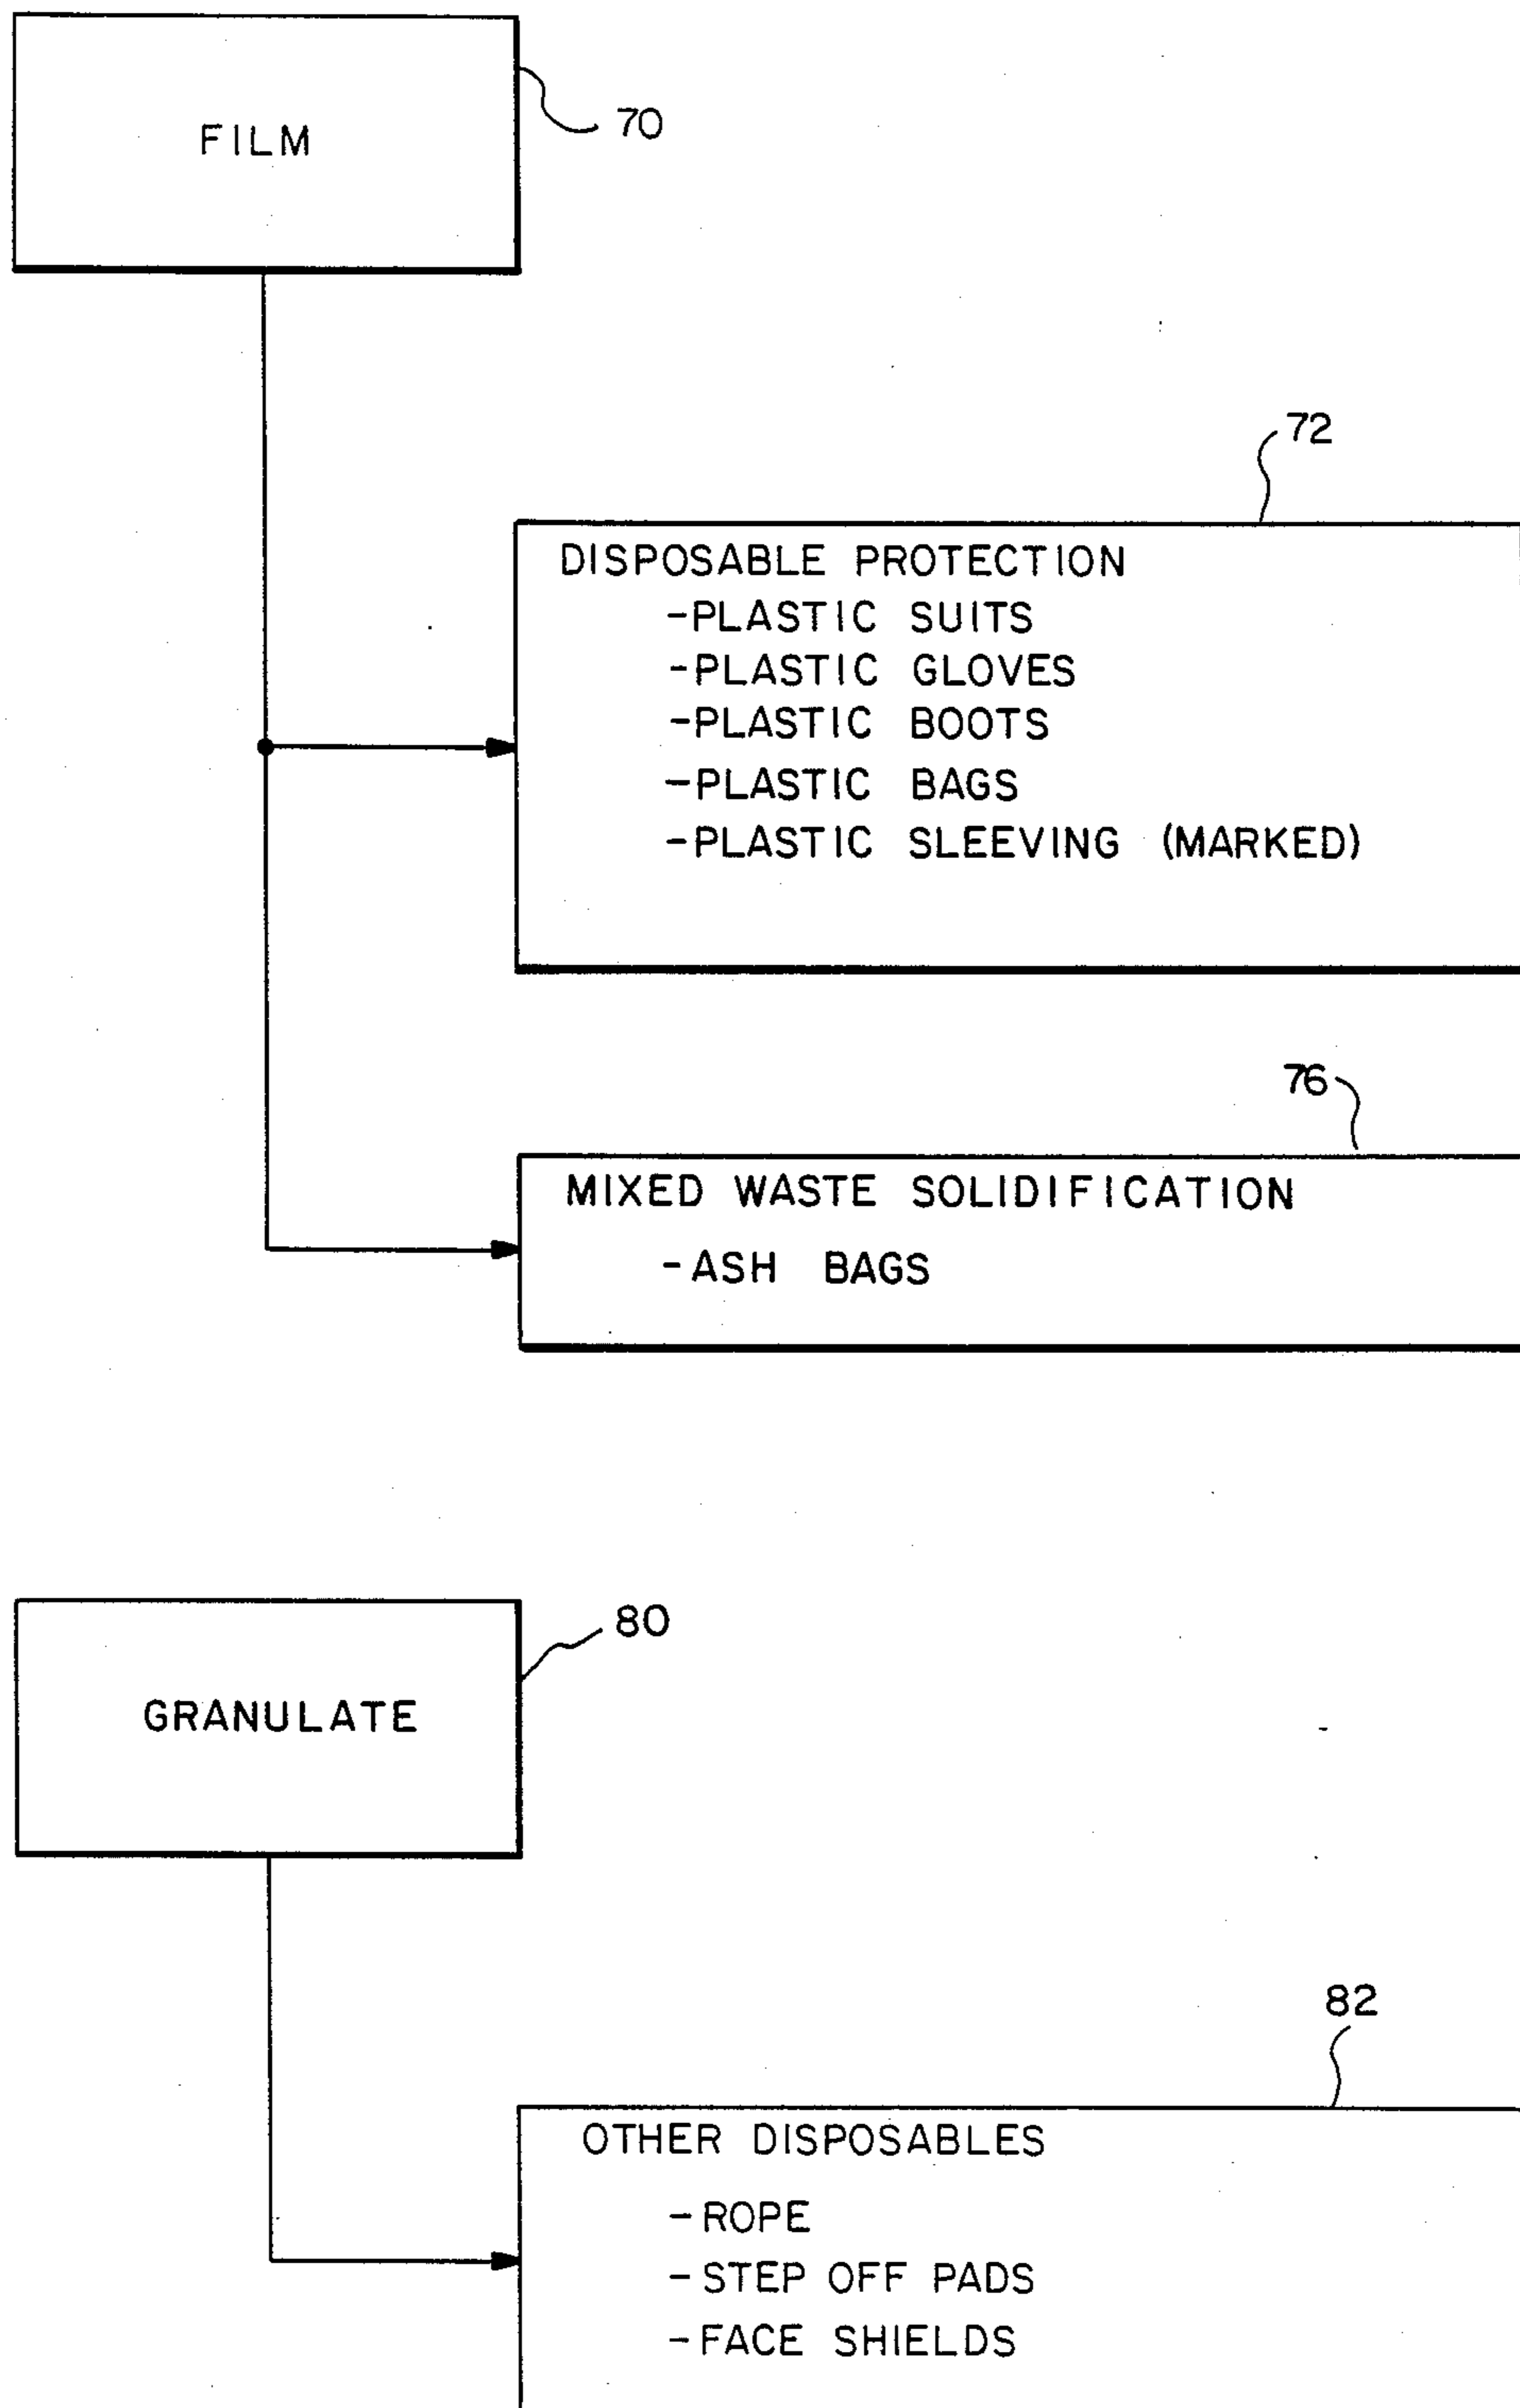 FILM
70
72
DISPOSABLE PROTECTION
-PLASTIC SUITS
-PLASTIC GLOVES
-PLASTIC BOOTS
-PLASTIC BAGS
-PLASTIC SLEEVING (MARKED)
76
MIXED WASTE SOLIDIFICATION
-ASH BAGS
80
GRANULATE
82
OTHER DISPOSABLES
-ROPE
-STEP OFF PADS
-FACE SHIELDS